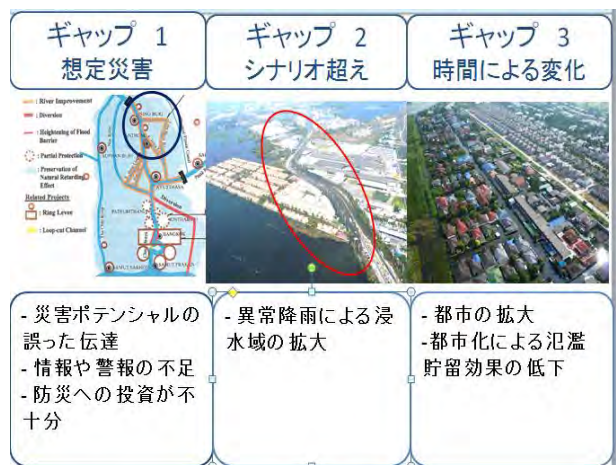 ギャップ 1
想定災害
ギャップ 2
シナリオ超え
ギャップ 3
時間による変化
: River Improvement
: Diversion
: Heightening of Flood
Barrier
: Partial Protection
: Preservation of
Natural Retarding
Effect
Related Projects
: Ring Levee
: Loop-cut Channel
Diversion
- 災害ポテンシャルの
誤った伝達
- 情報や警報の不足
- 防災への投資が不
十分
- 異常降雨による浸
水域の拡大
- 都市の拡大
-都市化による氾濫
貯留効果の低下